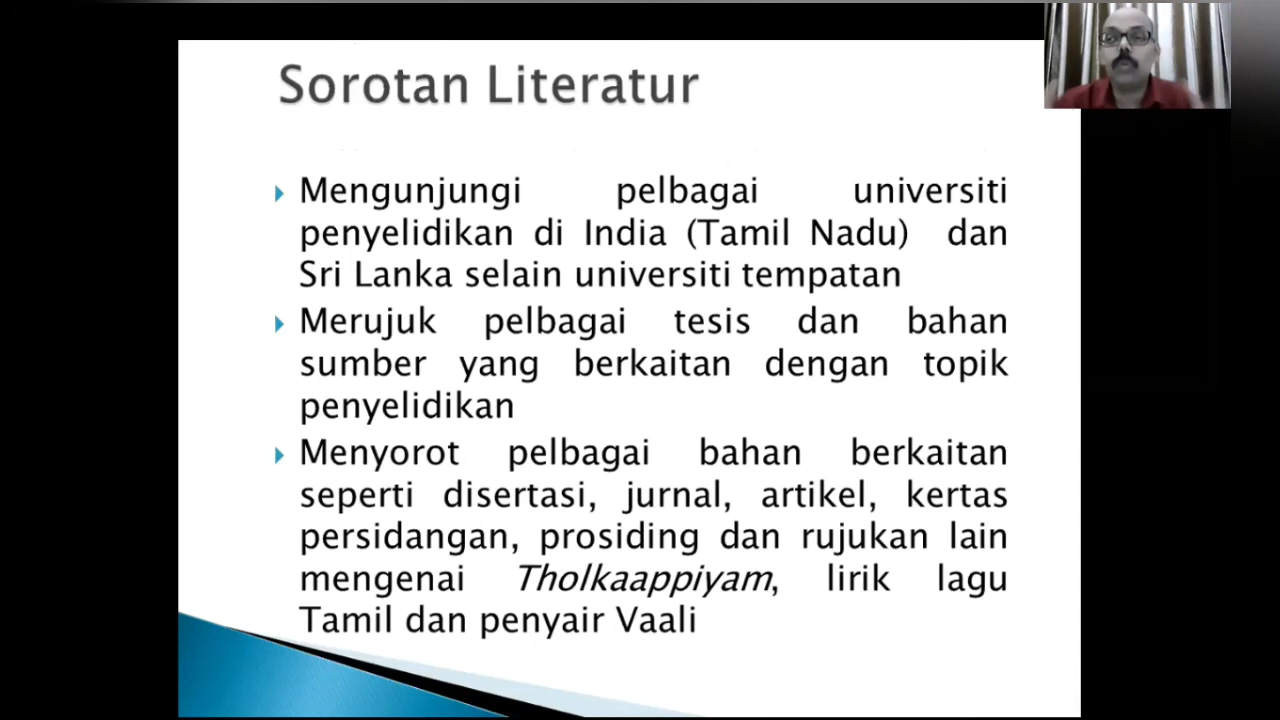 Sorotan Literatur
Mengunjungi pelbagai universiti
penyelidikan di India (Tamil Nadu) dan
Sri Lanka selain universiti tempatan
Merujuk pelbagai tesis dan bahan
sumber yang berkaitan dengan topik
penyelidikan
Menyorot pelbagai bahan berkaitan
seperti disertasi, jurnal, artikel, kertas
persidangan, prosiding dan rujukan lain
mengenai Tholkaappiyam, lirik lagu
Tamil dan penyair Vaali